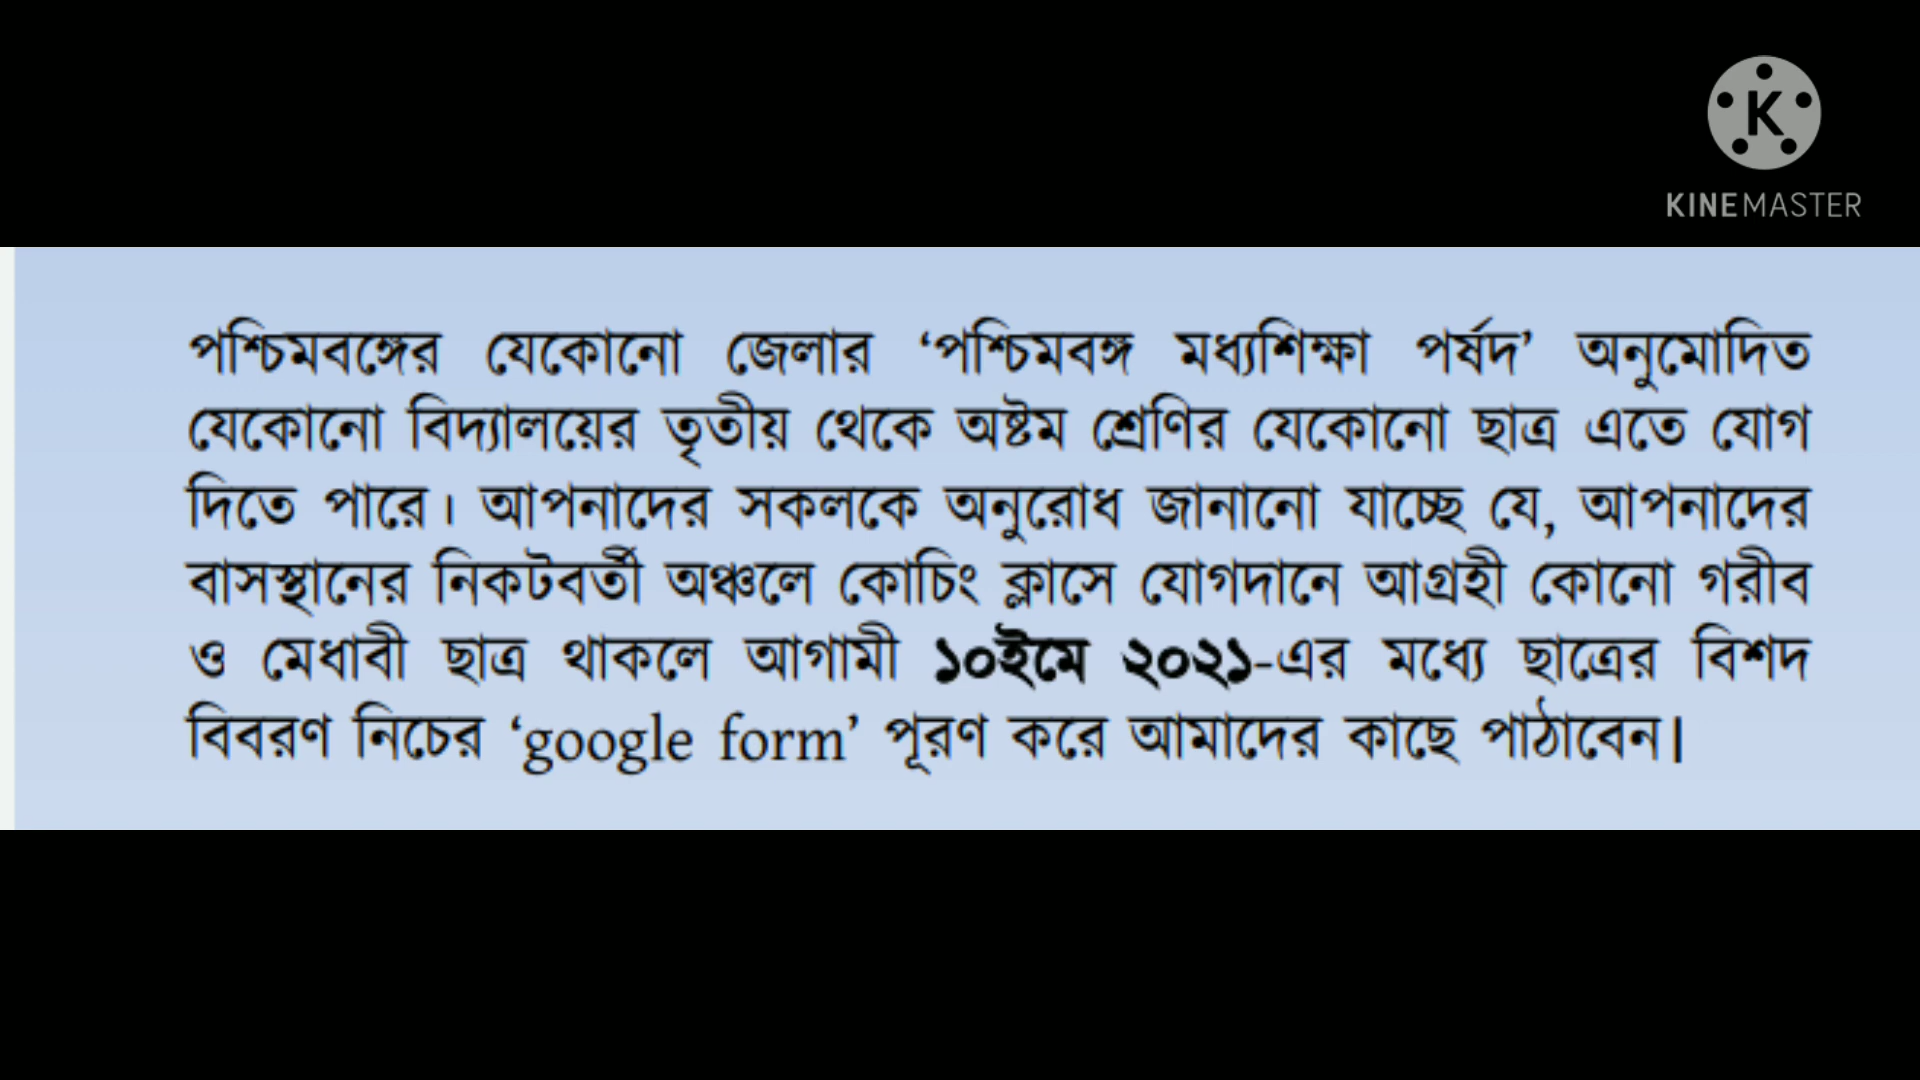 K
KINEMASTER
পশ্চিমবঙ্গের যেকোনো জেলার ‘পশ্চিমবঙ্গ মধ্যশিক্ষা পর্ষদ’ অনুমোদিত
যেকোনো বিদ্যালয়ের তৃতীয় থেকে অষ্টম শ্রেণির যেকোনো ছাত্র এতে যোগ
দিতে পারে। আপনাদের সকলকে অনুরোধ জানানো যাচ্ছে যে, আপনাদের
বাসস্থানের নিকটবর্তী অঞ্চলে কোচিং ক্লাসে যোগদানে আগ্রহী কোনো গরীব
ও মেধাবী ছাত্র থাকলে আগামী ১০ইমে ২০২১-এর মধ্যে ছাত্রের বিশদ
বিবরণ নিচের ‘google form’ পূরণ করে আমাদের কাছে পাঠাবেন।